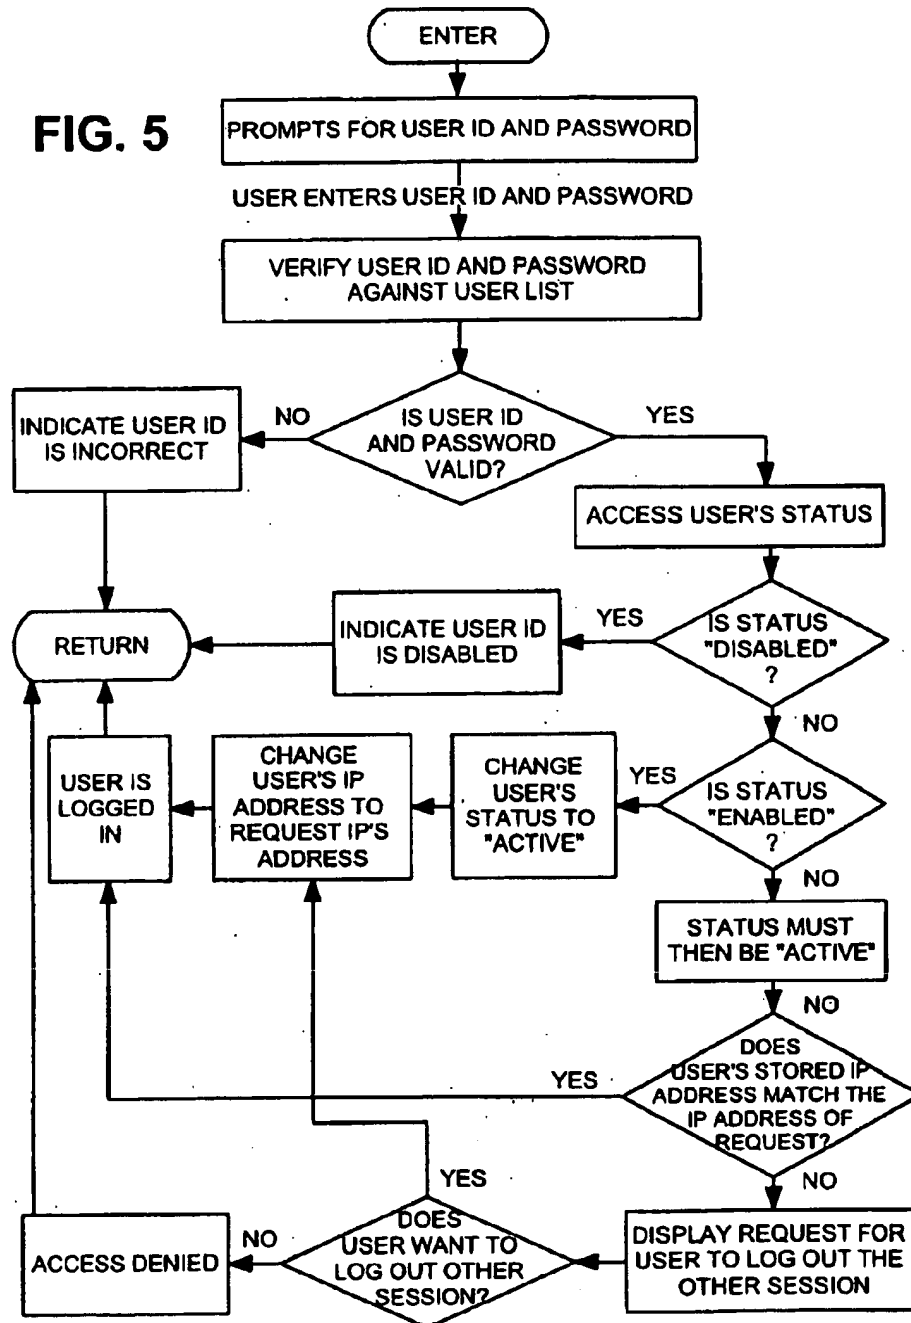 ENTER
FIG. 5
PROMPTS FOR USER ID AND PASSWORD
USER ENTERS USER ID AND PASSWORD
VERIFY USER ID AND PASSWORD
AGAINST USER LIST
IS USER ID
AND PASSWORD
VALID?
NO
YES
INDICATE USER ID
IS INCORRECT
ACCESS USER'S STATUS
IS STATUS
"DISABLED"
?
YES
INDICATE USER ID
IS DISABLED
RETURN
NO
IS STATUS
"ENABLED"
?
YES
CHANGE
USER'S
STATUS TO
"ACTIVE"
CHANGE
USER'S IP
ADDRESS TO
REQUEST IP'S
ADDRESS
USER IS
LOGGED
IN
NO
STATUS MUST
THEN BE "ACTIVE"
NO
DOES
USER'S STORED IP
ADDRESS MATCH THE
IP ADDRESS OF
REQUEST?
YES
NO
DISPLAY REQUEST FOR
USER TO LOG OUT THE
OTHER SESSION
DOES
USER WANT TO
LOG OUT OTHER
SESSION?
YES
NO
ACCESS DENIED